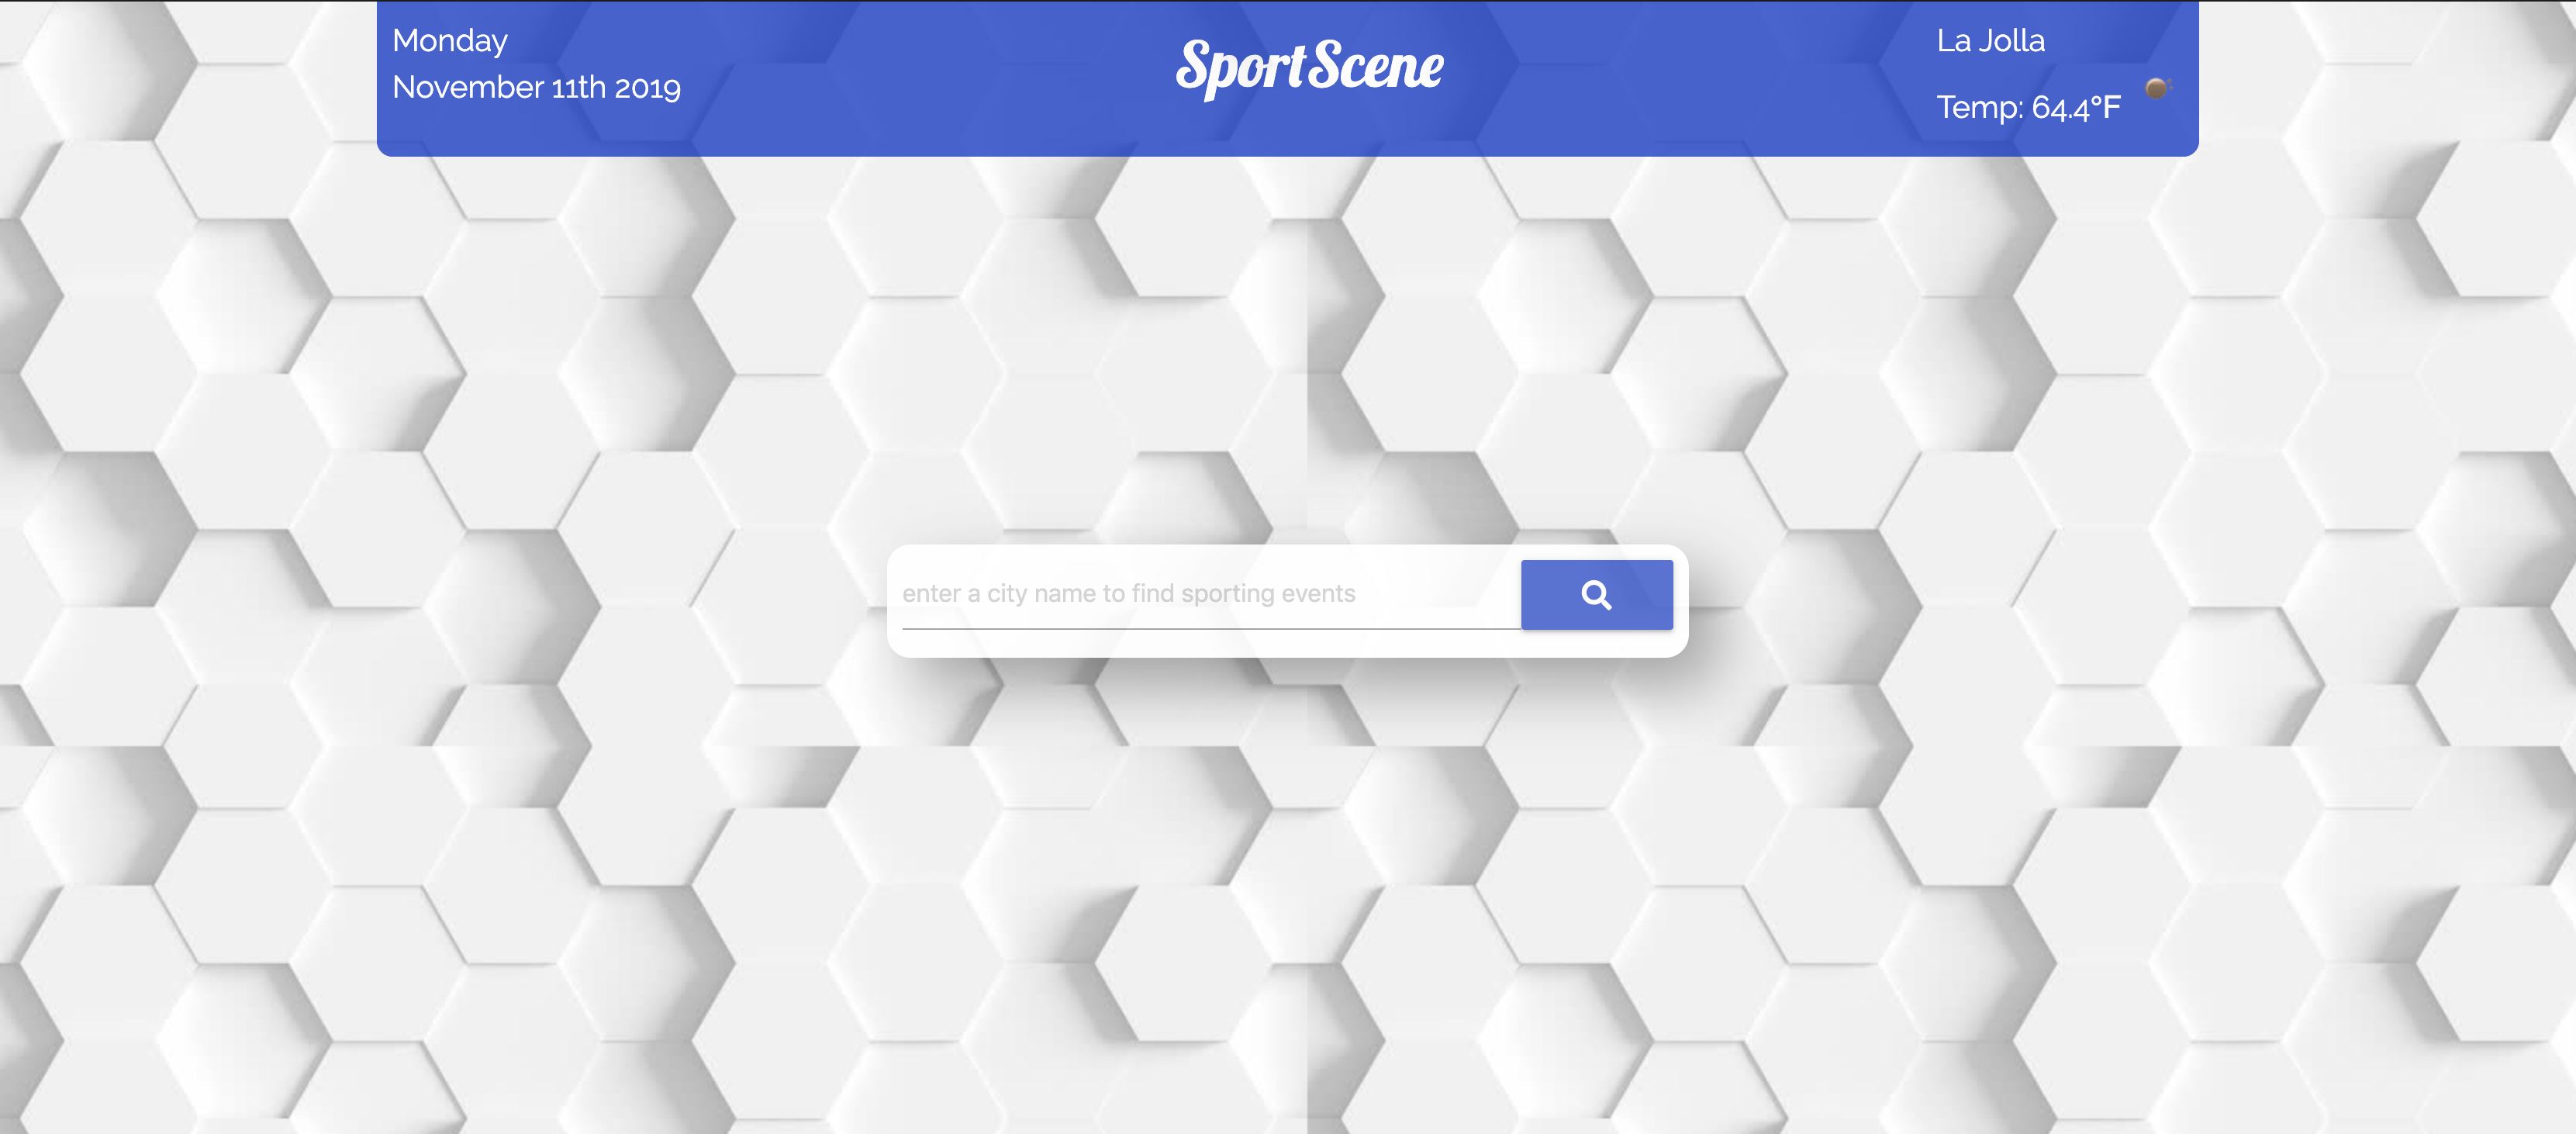 Monday
November 11th 2019
SportScene
La Jolla
Temp: 64.4°F
enter a city name to find sporting events